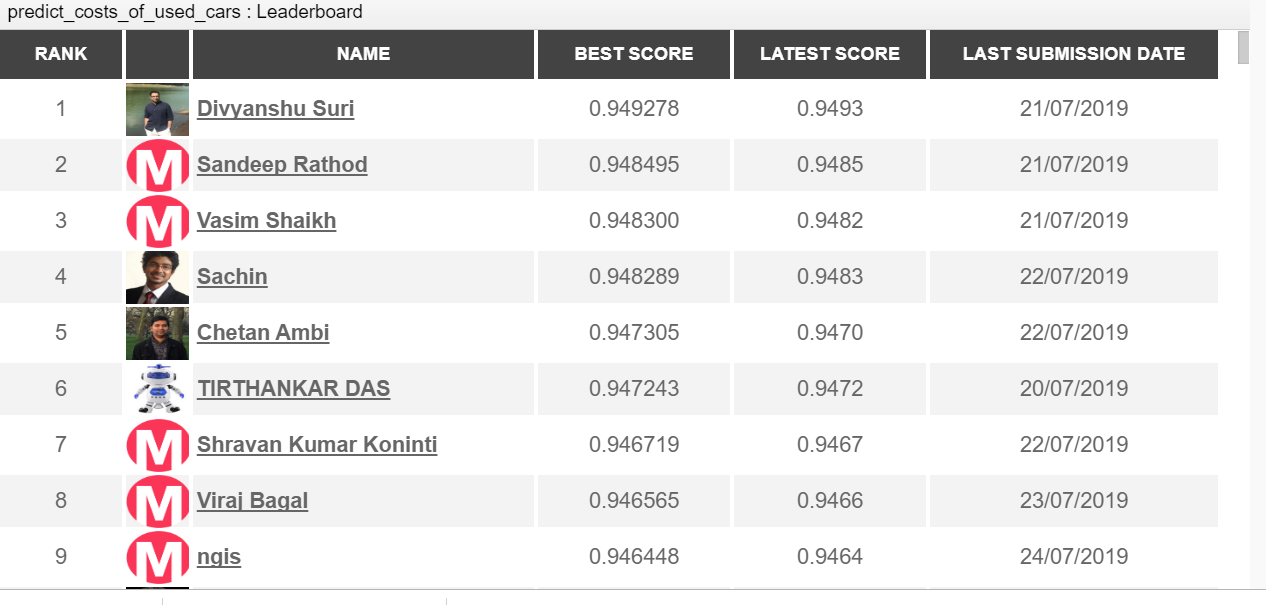 predict_costs_of_used_cars : Leaderboard
RANK NAME BEST SCORE LATEST SCORE LAST SUBMISSION DATE
1 Divyanshu Suri 0.949278 0.9493 21/07/2019
2 M Sandeep Rathod 0.948495 0.9485 21/07/2019
3 M Vasim Shaikh 0.948300 0.9482 21/07/2019
4 Sachin 0.948289 0.9483 22/07/2019
5 Chetan Ambi 0.947305 0.9470 22/07/2019
6 TIRTHANKAR DAS 0.947243 0.9472 20/07/2019
7 M Shravan Kumar Koninti 0.946719 0.9467 22/07/2019
8 M Viraj Bagal 0.946565 0.9466 23/07/2019
9 M ngis 0.946448 0.9464 24/07/2019